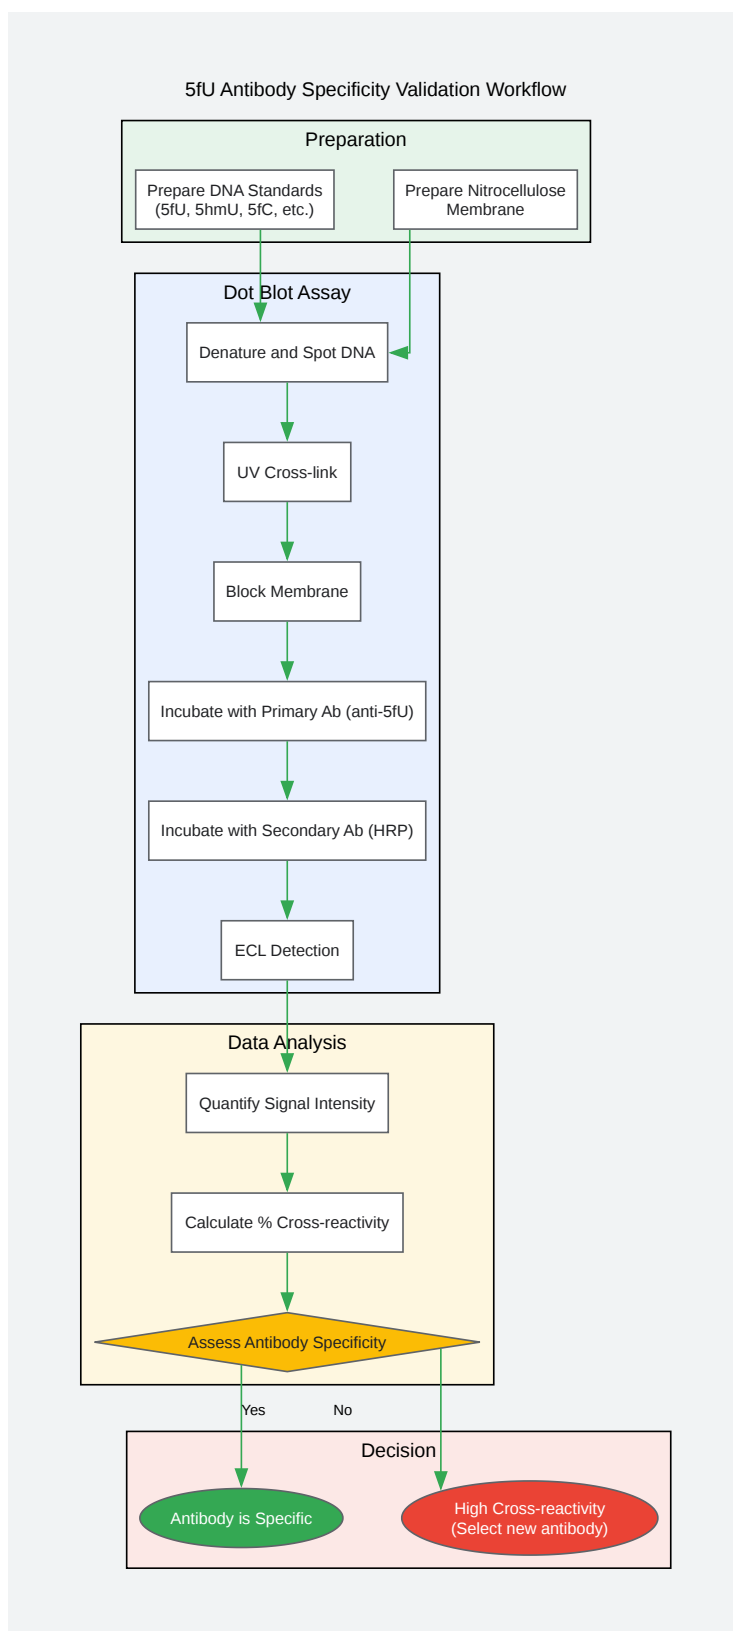 5fU Antibody Specificity Validation Workflow
Preparation
Prepare DNA Standards
(5fU, 5hmU, 5fC, etc.)
Prepare Nitrocellulose
Membrane
Dot Blot Assay
Denature and Spot DNA
UV Cross-link
Block Membrane
Incubate with Primary Ab (anti-5fU)
Incubate with Secondary Ab (HRP)
ECL Detection
Data Analysis
Quantify Signal Intensity
Calculate % Cross-reactivity
Assess Antibody Specificity
Yes
No
Decision
Antibody is Specific
High Cross-reactivity
(Select new antibody)